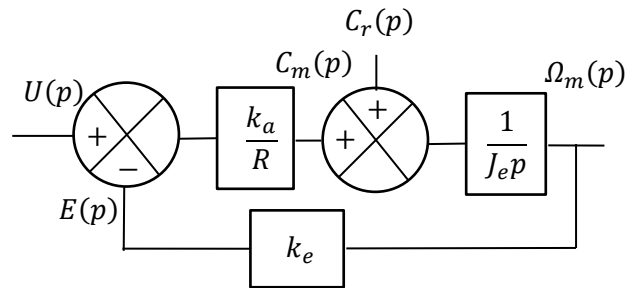 C_r(p)
U(p)
C_m(p)
Ω_m(p)
+
−
k_a/R
+
+
1/J_e p
E(p)
k_e